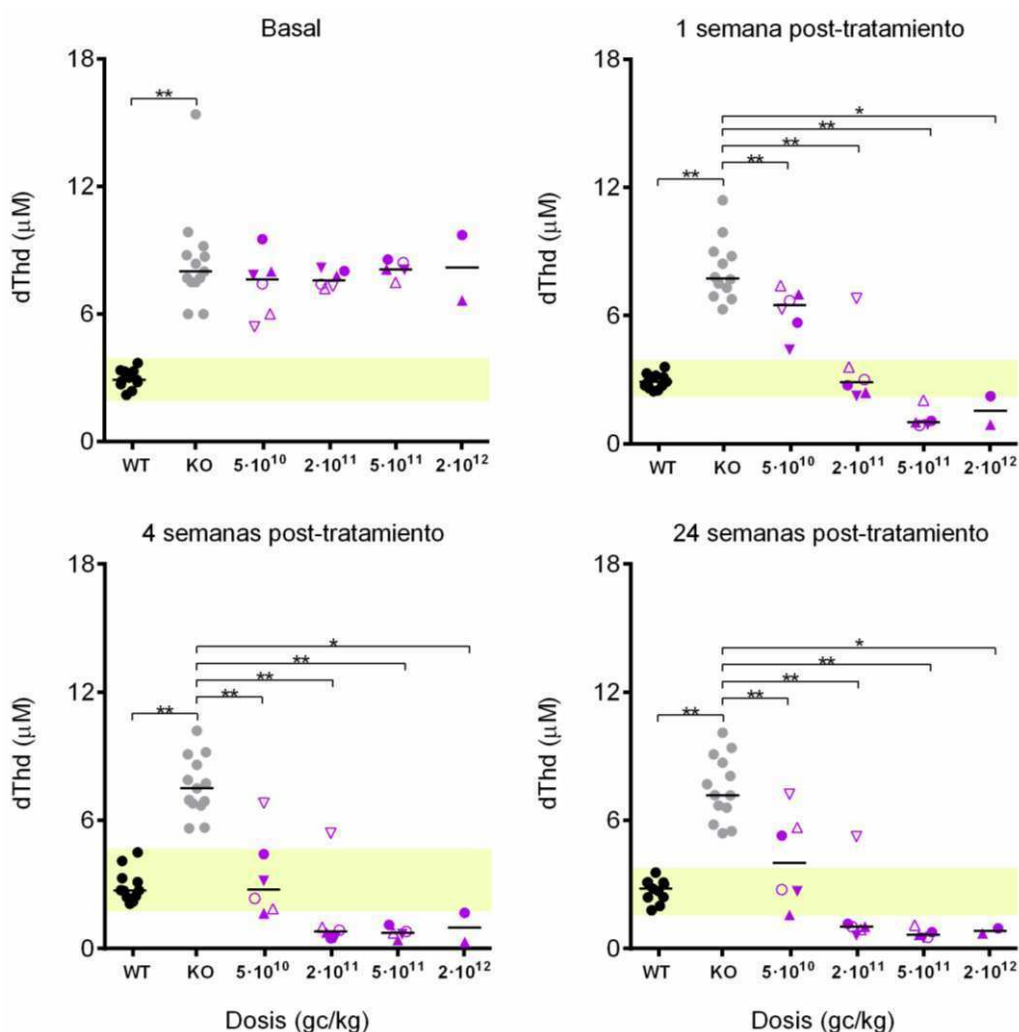 Basal
18
12
6
0
dThd (μM)
**
WT KO 5·10¹⁰ 2·10¹¹ 5·10¹¹ 2·10¹²
1 semana post-tratamiento
18
12
6
0
dThd (μM)
*
**
**
**
**
WT KO 5·10¹⁰ 2·10¹¹ 5·10¹¹ 2·10¹²
4 semanas post-tratamiento
18
12
6
0
dThd (μM)
*
**
**
**
**
WT KO 5·10¹⁰ 2·10¹¹ 5·10¹¹ 2·10¹²
Dosis (gc/kg)
24 semanas post-tratamiento
18
12
6
0
dThd (μM)
*
**
**
**
**
WT KO 5·10¹⁰ 2·10¹¹ 5·10¹¹ 2·10¹²
Dosis (gc/kg)